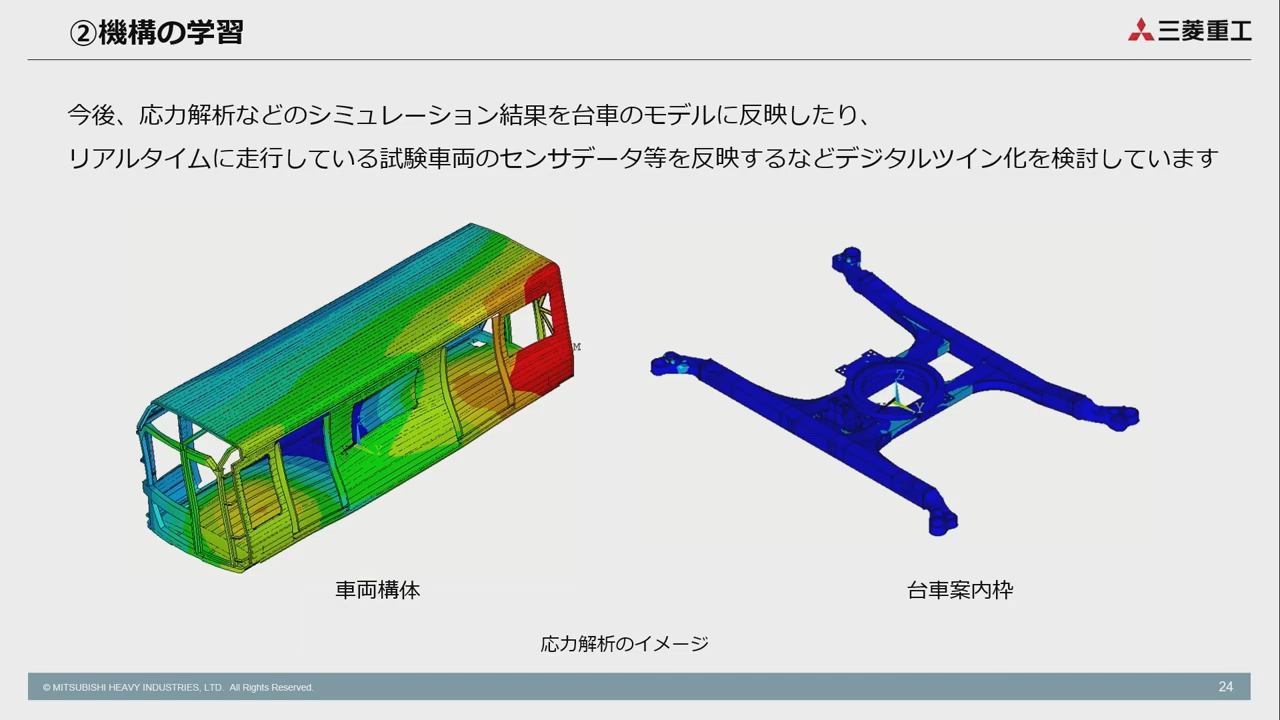 ②機構の学習
三菱重工
今後、応力解析などのシミュレーション結果を台車のモデルに反映したり、
リアルタイムに走行している試験車両のセンサデータ等を反映するなどデジタルツイン化を検討しています
M
Z
Y
車両構体
台車案内枠
応力解析のイメージ
© MITSUBISHI HEAVY INDUSTRIES, LTD. All Rights Reserved.
24